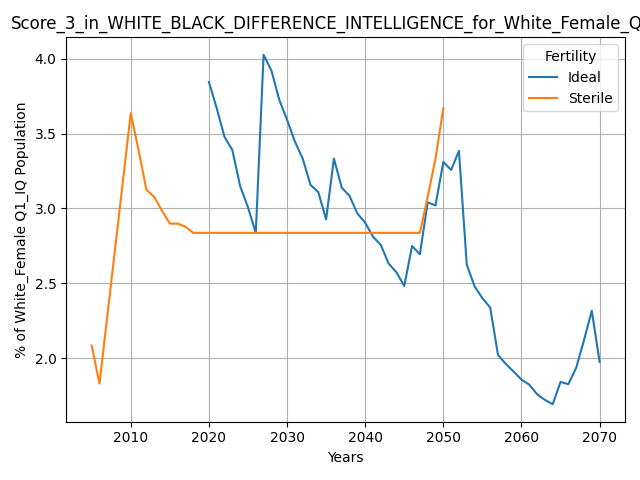 Score_3_in_WHITE_BLACK_DIFFERENCE_INTELLIGENCE_for_White_Female_Q
Fertility
Ideal
Sterile
% of White_Female Q1_IQ Population
4.0
3.5
3.0
2.5
2.0
2010 2020 2030 2040 2050 2060 2070
Years